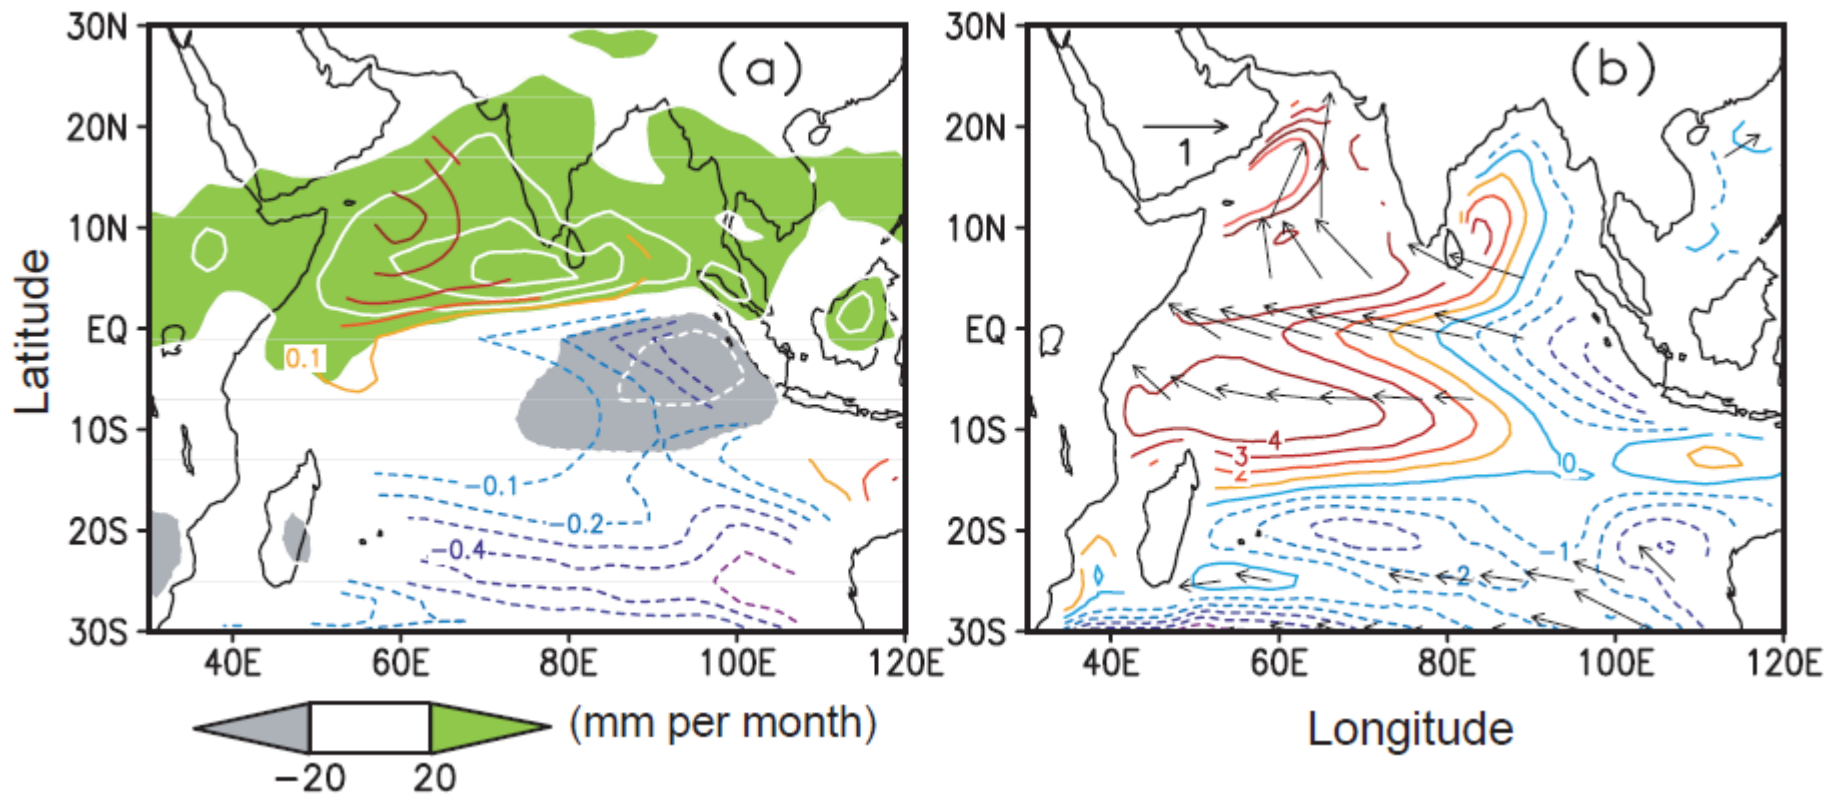 30N
20N
10N
EQ
10S
20S
30S
Latitude
(a)
0.1
−0.1
−0.2
−0.4
40E 60E 80E 100E 120E
−20 20
(mm per month)
30N
20N
10N
EQ
10S
20S
30S
(b)
1
4
3
2
0
−1
−2
40E 60E 80E 100E 120E
Longitude